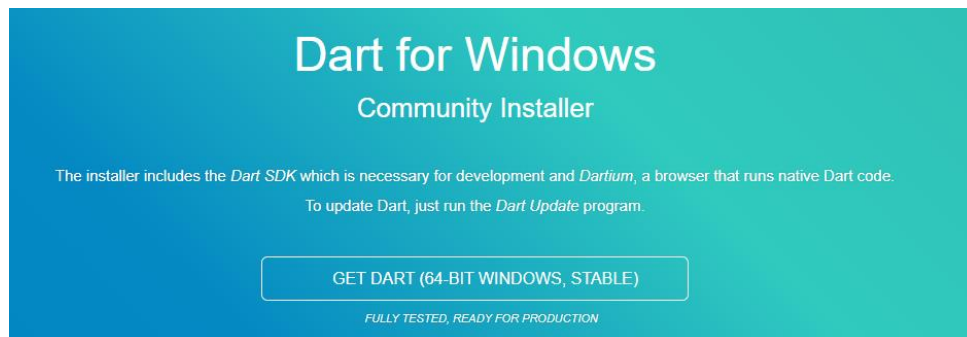 Dart for Windows
Community Installer
The installer includes the Dart SDK which is necessary for development and Dartium, a browser that runs native Dart code.
To update Dart, just run the Dart Update program.
GET DART (64-BIT WINDOWS, STABLE)
FULLY TESTED, READY FOR PRODUCTION